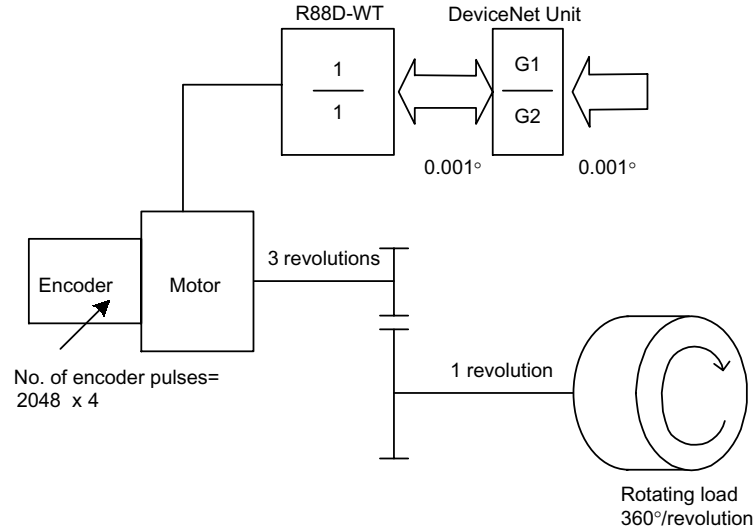 R88D-WT
DeviceNet Unit
1
1
G1
G2
0.001°
0.001°
3 revolutions
Encoder
Motor
1 revolution
No. of encoder pulses=
2048 x 4
Rotating load
360°/revolution